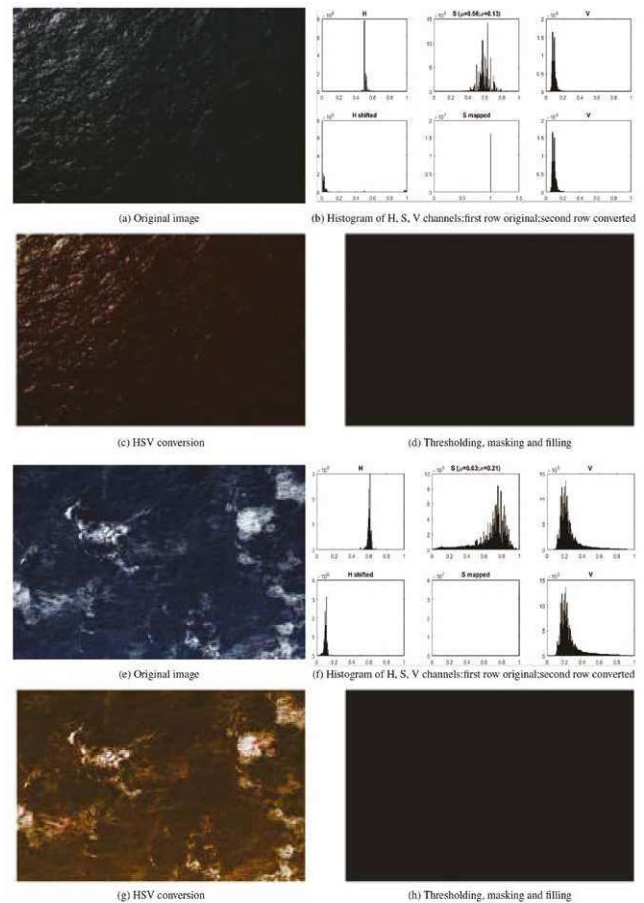 H
S (μ=0.56;σ=0.13)
V
H shifted
S mapped
V
(a) Original image
(b) Histogram of H, S, V channels:first row original;second row converted
(c) HSV conversion
(d) Thresholding, masking and filling
H
S (μ=0.63;σ=0.21)
V
H shifted
S mapped
V
(e) Original image
(f) Histogram of H, S, V channels:first row original;second row converted
(g) HSV conversion
(h) Thresholding, masking and filling